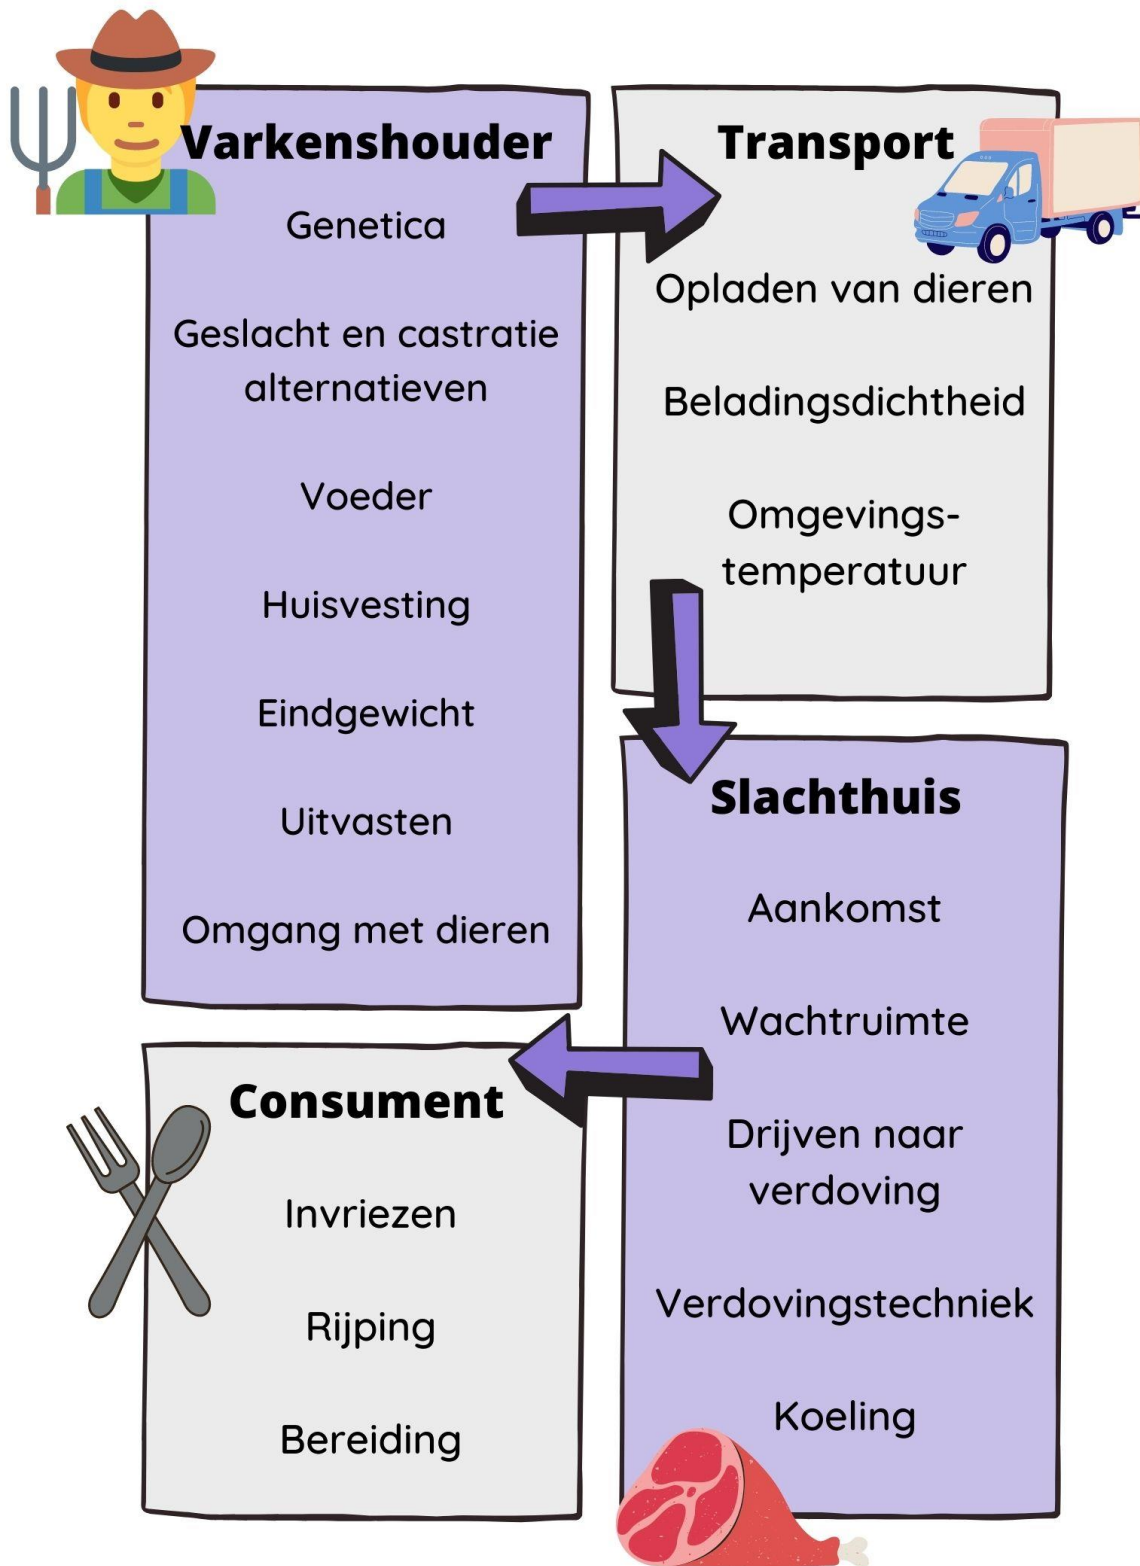 Varkenshouder
Genetica
Geslacht en castratie
alternatieven
Voeder
Huisvesting
Eindgewicht
Uitvasten
Omgang met dieren
Transport
Opladen van dieren
Beladingsdichtheid
Omgevings-
temperatuur
Slachthuis
Aankomst
Wachtruimte
Drijven naar
verdoving
Verdovingstechniek
Koeling
Consument
Invriezen
Rijping
Bereiding